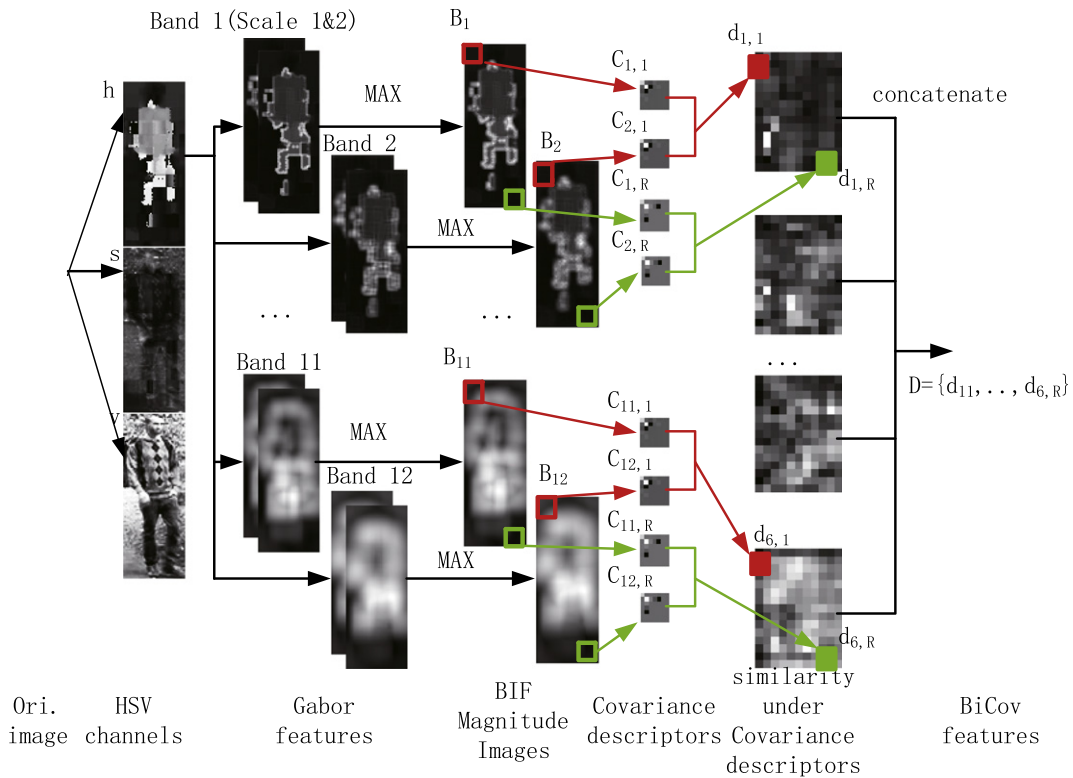 Band 1(Scale 1&2)
h
MAX
B1
C1,1
d1,1
concatenate
C2,1
Band 2
B2
C1,R
d1,R
MAX
C2,R
s
...
...
...
Band 11
B11
D={d11,..,d6,R}
C11,1
v
MAX
Band 12
B12
C12,1
C11,R
d6,1
MAX
C12,R
d6,R
Ori.
image
HSV
channels
Gabor
features
BIF
Magnitude
Images
Covariance
descriptors
similarity
under
Covariance
descriptors
BiCov
features